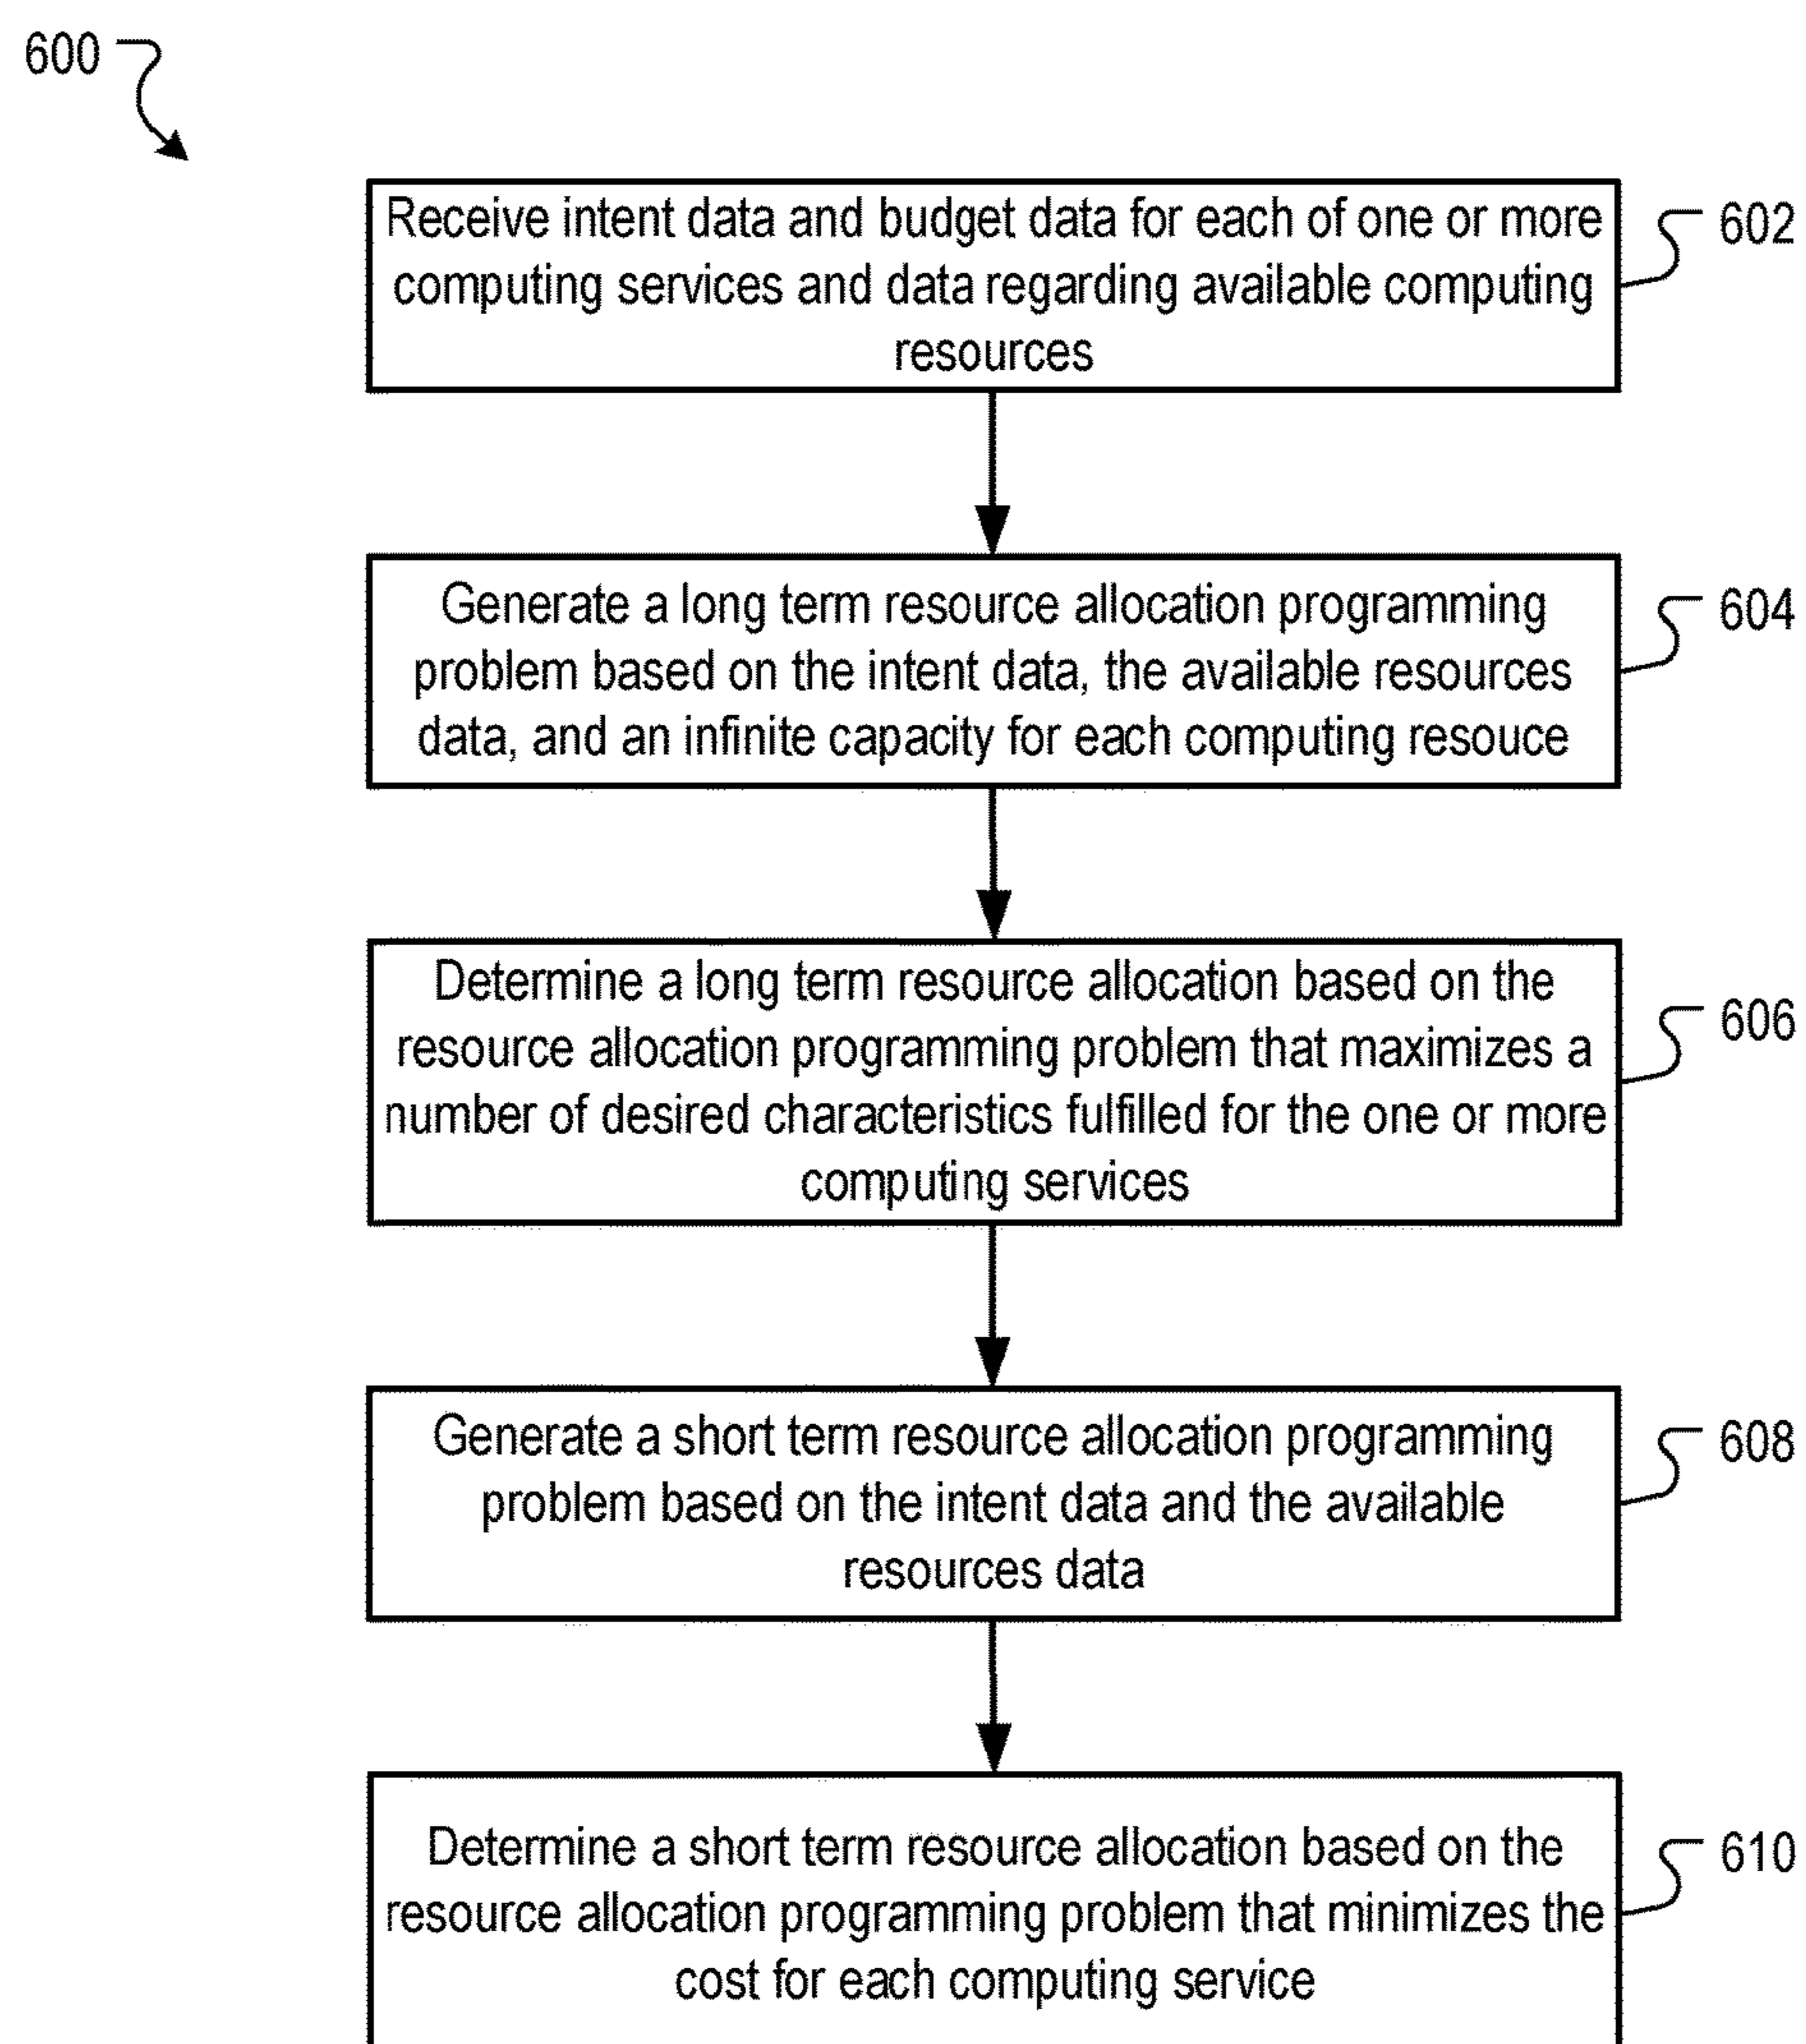 600
Receive intent data and budget data for each of one or more
computing services and data regarding available computing
resources
602
Generate a long term resource allocation programming
problem based on the intent data, the available resources
data, and an infinite capacity for each computing resouce
604
Determine a long term resource allocation based on the
resource allocation programming problem that maximizes a
number of desired characteristics fulfilled for the one or more
computing services
606
Generate a short term resource allocation programming
problem based on the intent data and the available
resources data
608
Determine a short term resource allocation based on the
resource allocation programming problem that minimizes the
cost for each computing service
610